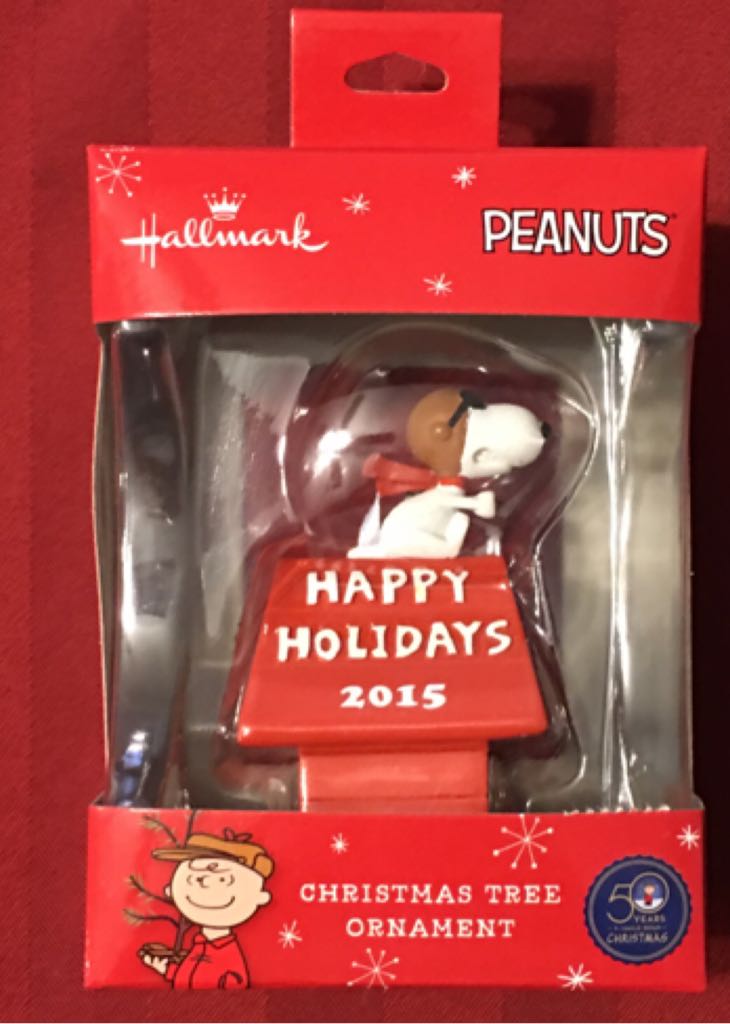 Hallmark
PEANUTS
HAPPY
HOLIDAYS
2015
CHRISTMAS TREE
ORNAMENT
50
YEARS
CHRISTMAS